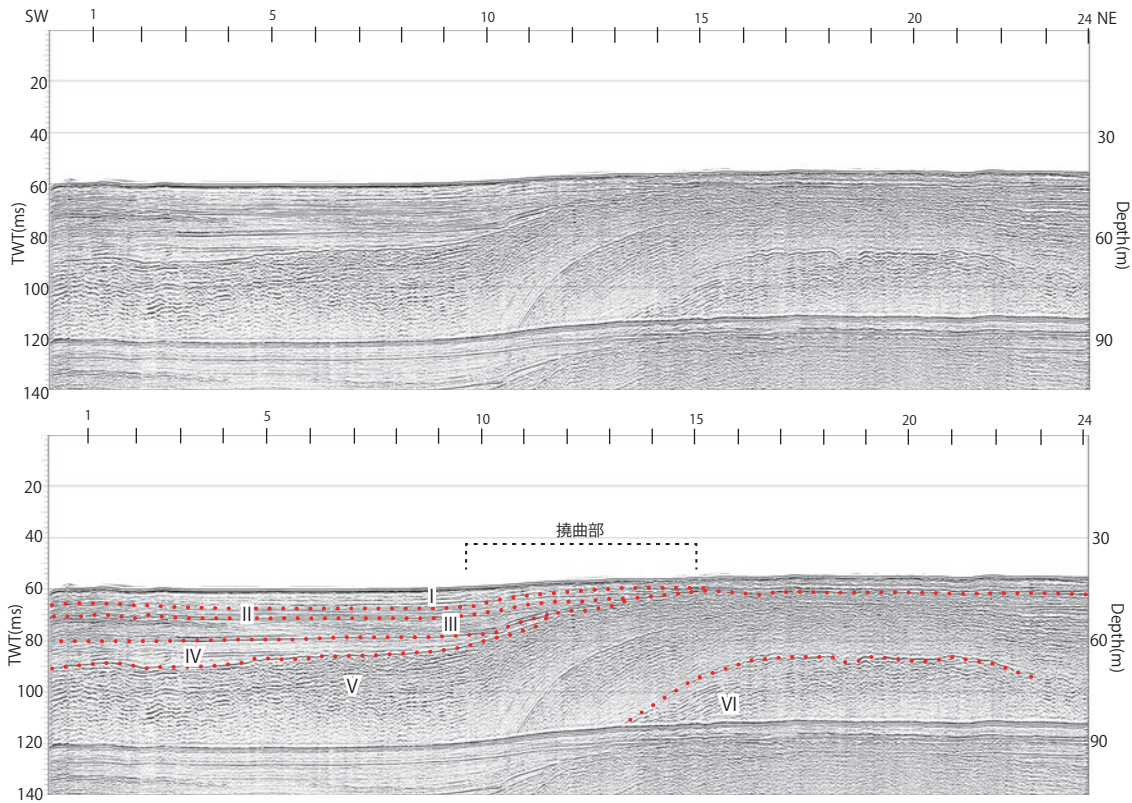 SW 1 5 10 15 20 24 NE
20
40 30
60
TWT(ms) 80 60 Depth(m)
100
120 90
140
1 5 10 15 20 24
20
40 撓曲部 30
60 I
II III
TWT(ms) 80 IV 60 Depth(m)
V
100 VI
120 90
140